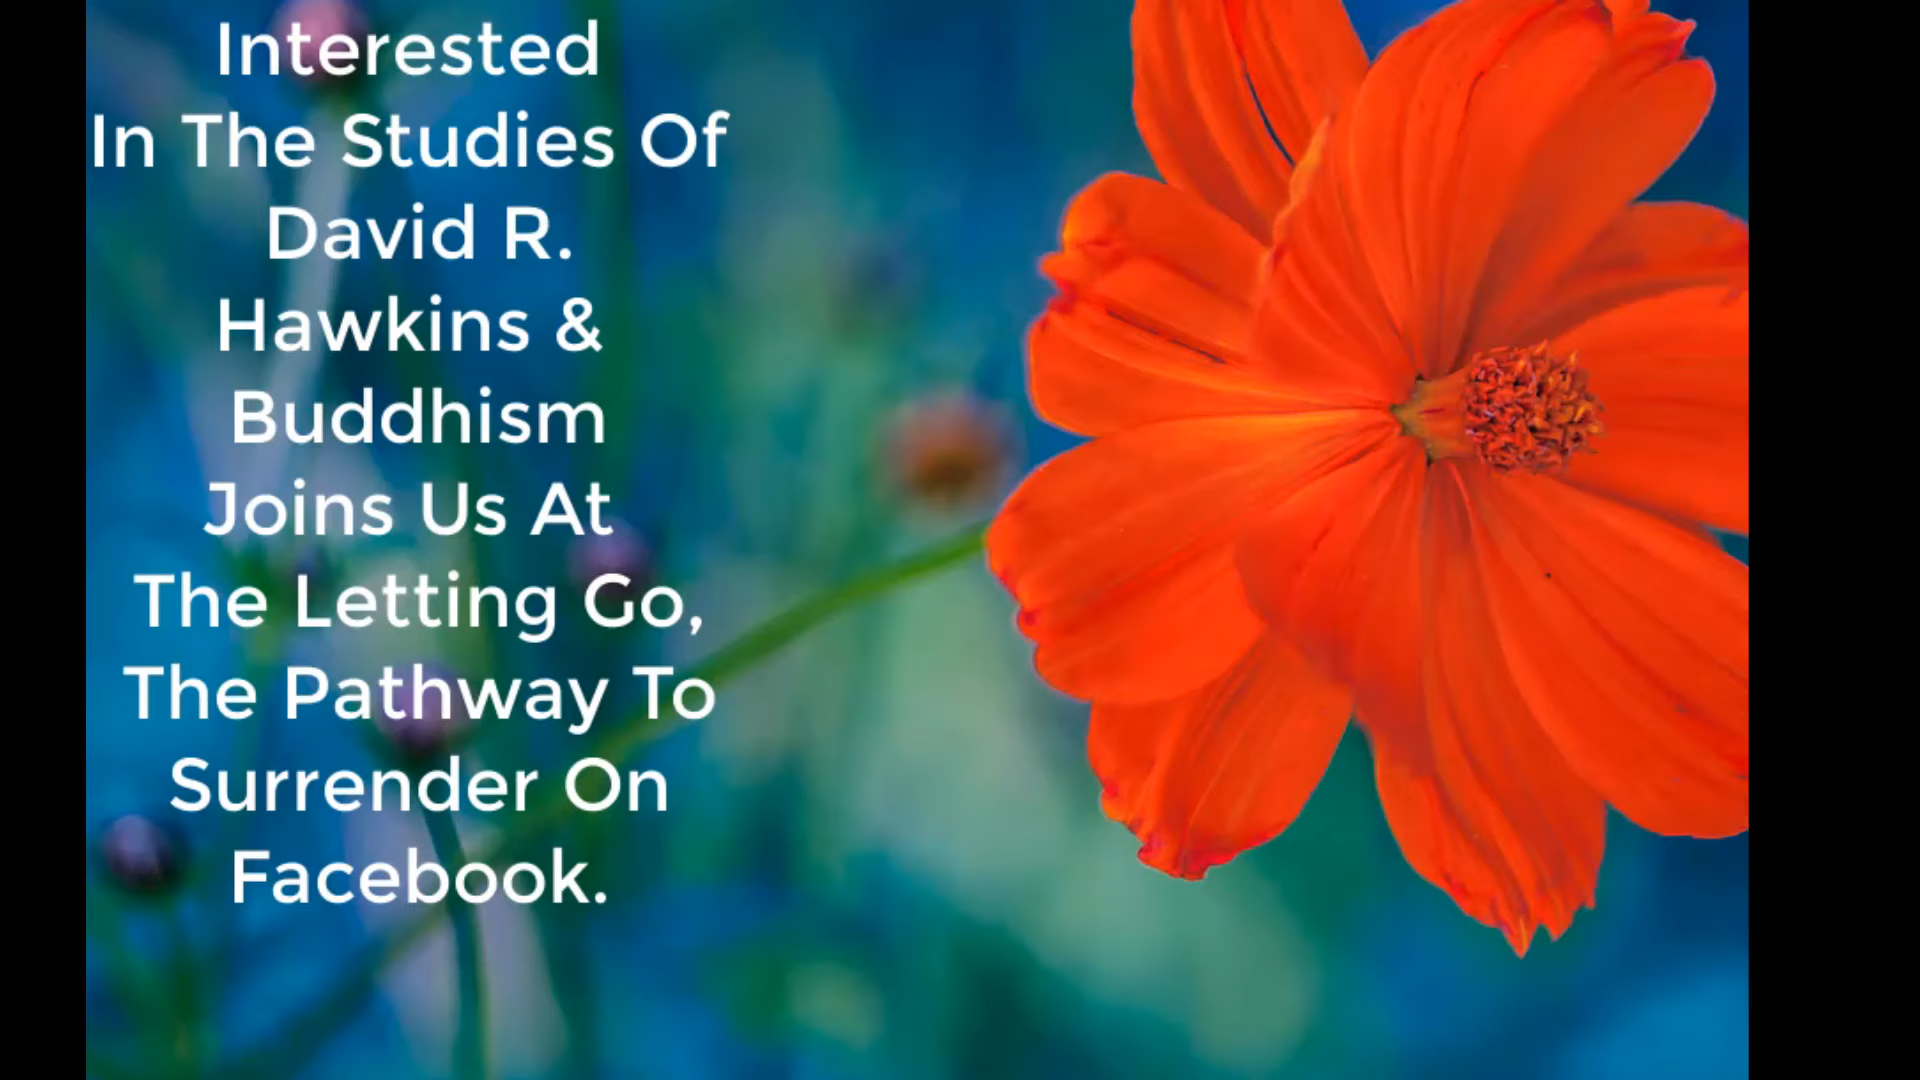 Interested
In The Studies Of
David R.
Hawkins &
Buddhism
Joins Us At
The Letting Go,
The Pathway To
Surrender On
Facebook.